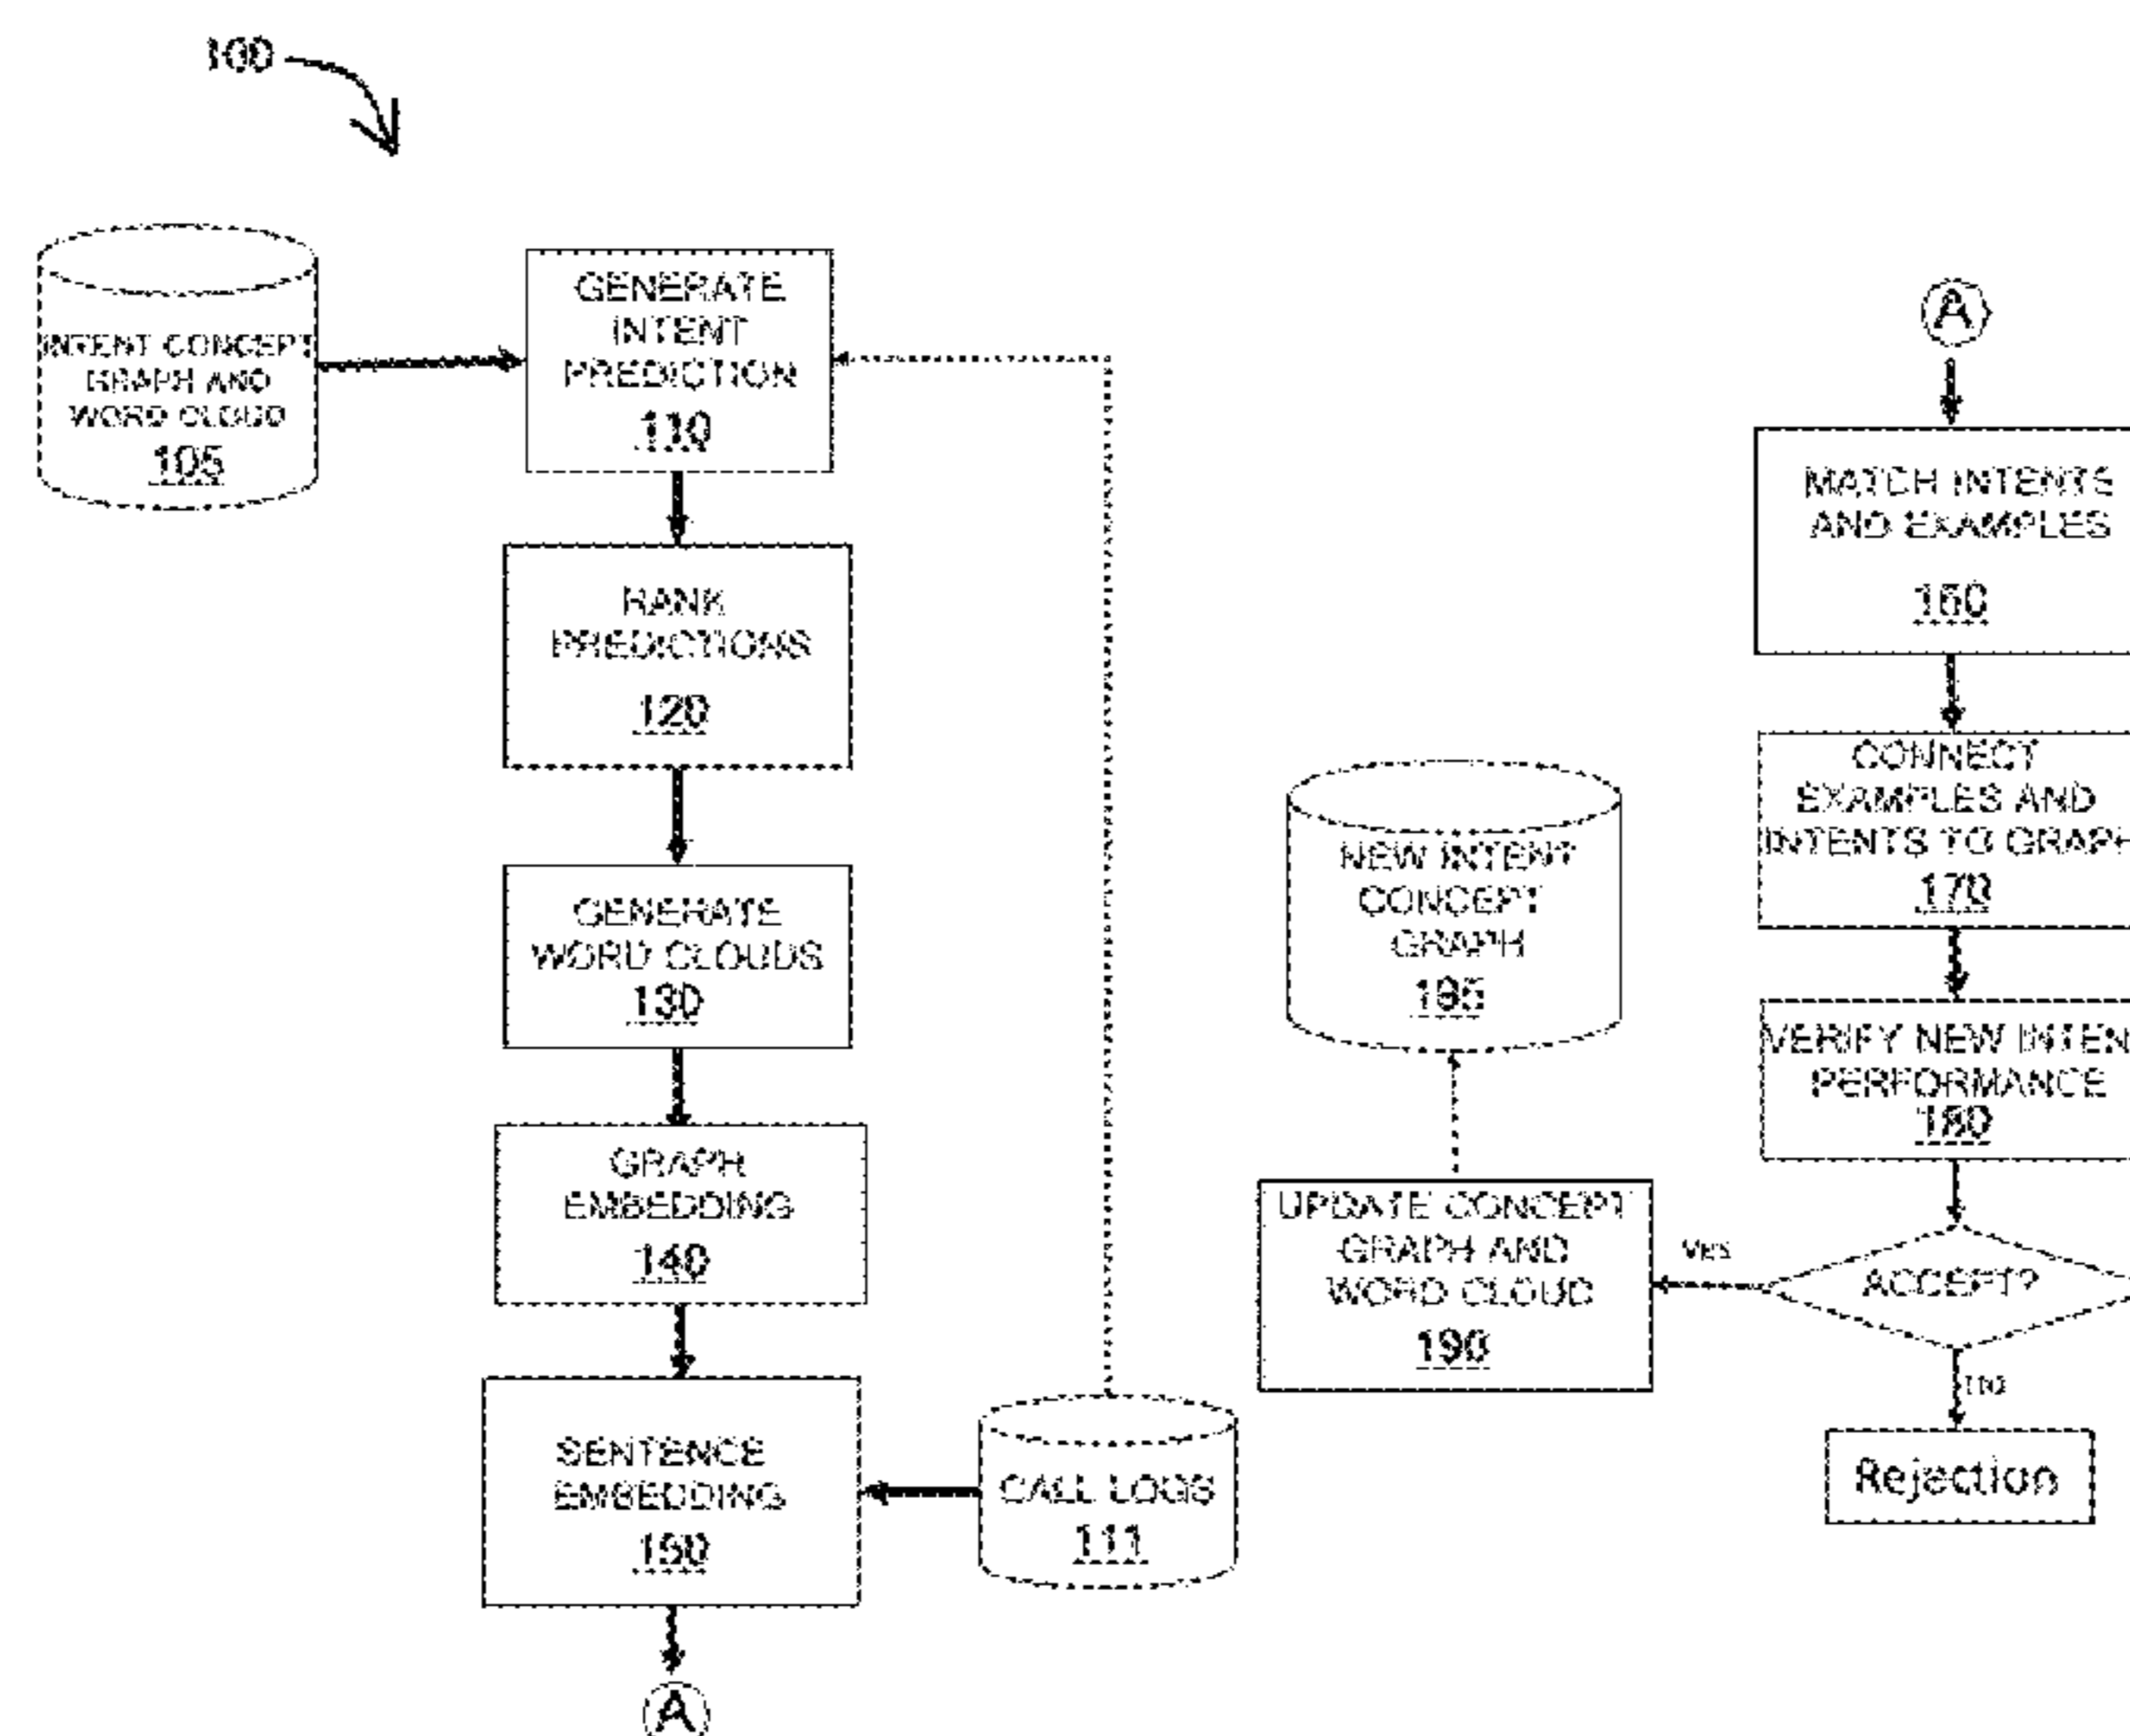 100
INTENT CONCEPT
GRAPH AND
WORD CLOUD
105
GENERATE
INTENT
PREDICTION
110
RANK
PREDICTIONS
120
GENERATE
WORD CLOUDS
130
GRAPH
EMBEDDING
140
SENTENCE
EMBEDDING
150
A
CALL LOGS
111
A
MATCH INTENTS
AND EXAMPLES
160
CONNECT
EXAMPLES AND
INTENTS TO GRAPH
170
VERIFY NEW INTEN
PERFORMANCE
180
ACCEPT?
YES
NO
Rejection
UPDATE CONCEPT
GRAPH AND
WORD CLOUD
190
NEW INTENT
CONCEPT
GRAPH
195